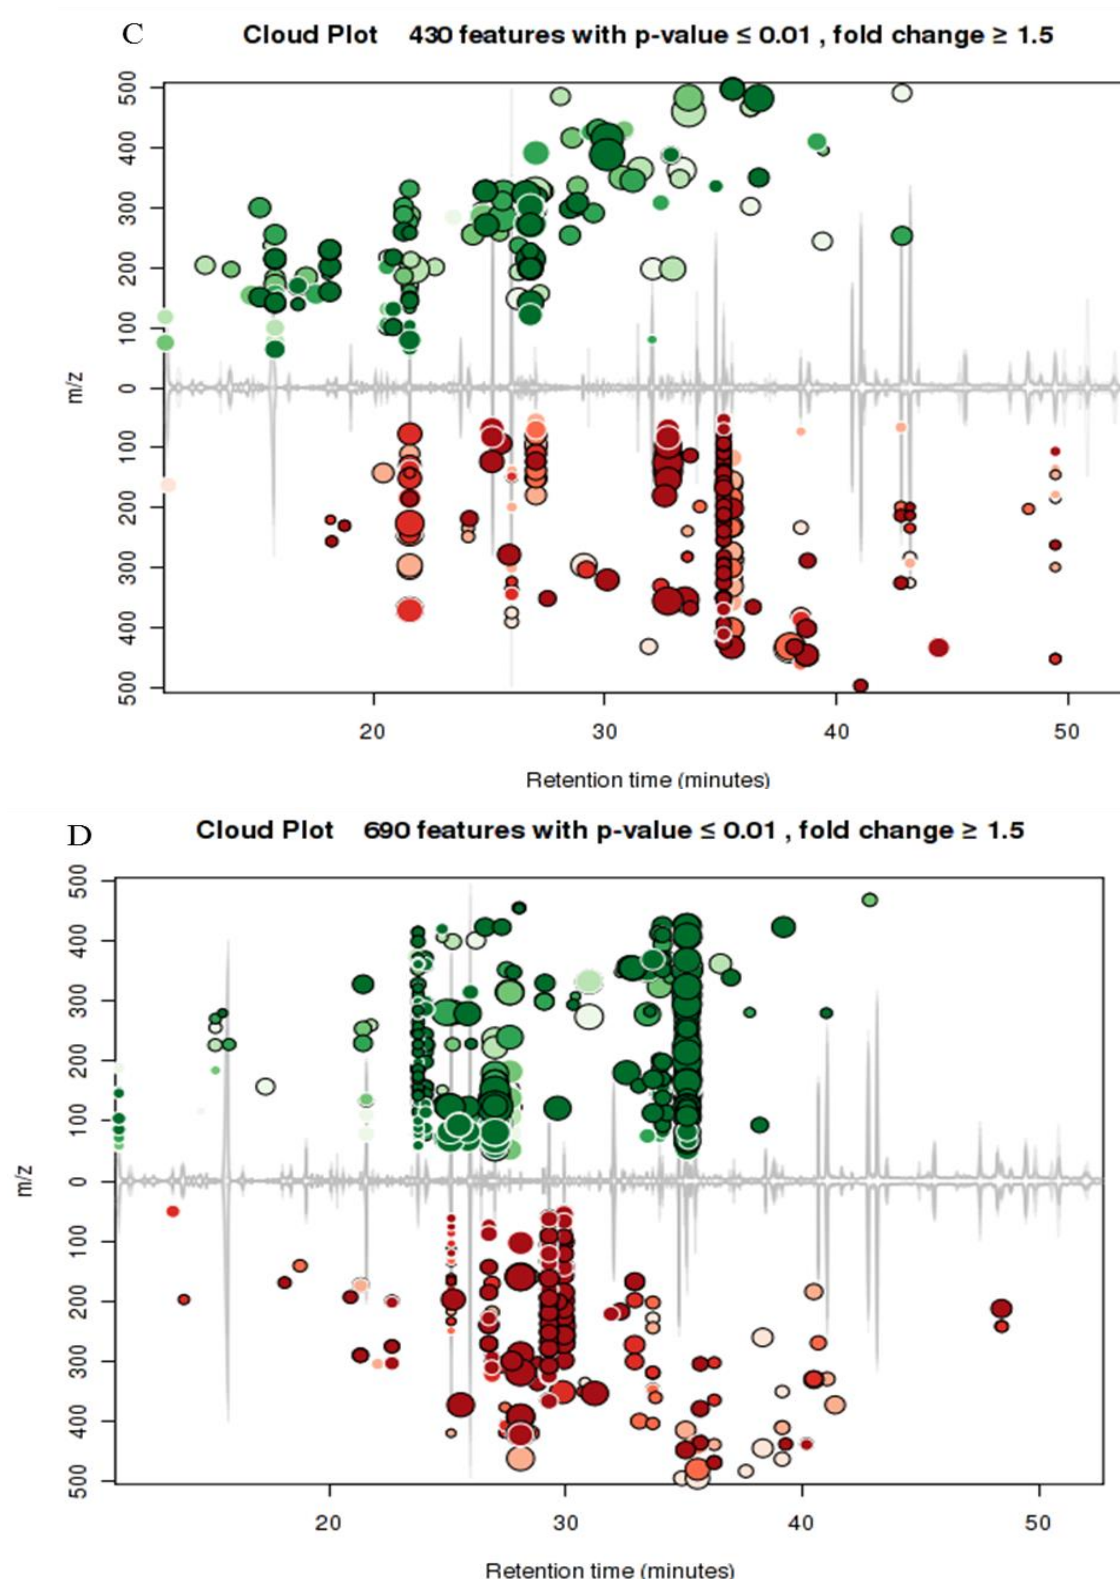 C
Cloud Plot 430 features with p-value ≤ 0.01 , fold change ≥ 1.5
500
400
300
200
100
0
100
200
300
400
500
m/z
20 30 40 50
Retention time (minutes)
D
Cloud Plot 690 features with p-value ≤ 0.01 , fold change ≥ 1.5
500
400
300
200
100
0
100
200
300
400
500
m/z
20 30 40 50
Retention time (minutes)